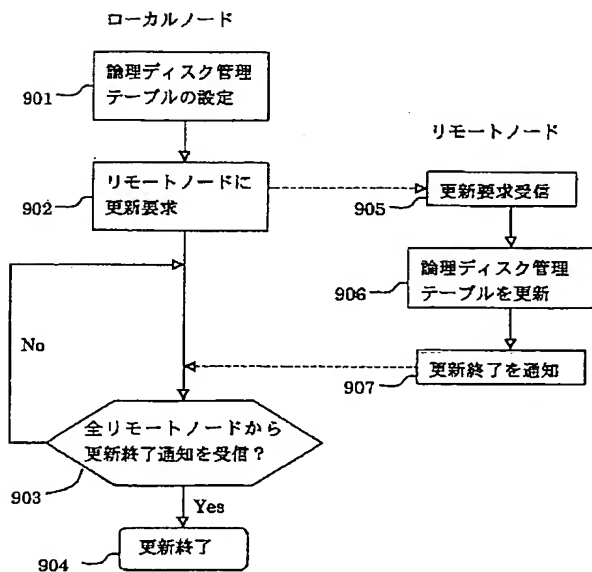 ローカルノード
論理ディスク管理
テーブルの設定
901
リモートノードに
更新要求
902
リモートノード
更新要求受信
905
論理ディスク管理
テーブルを更新
906
更新終了を通知
907
No
全リモートノードから
更新終了通知を受信？
903
Yes
更新終了
904